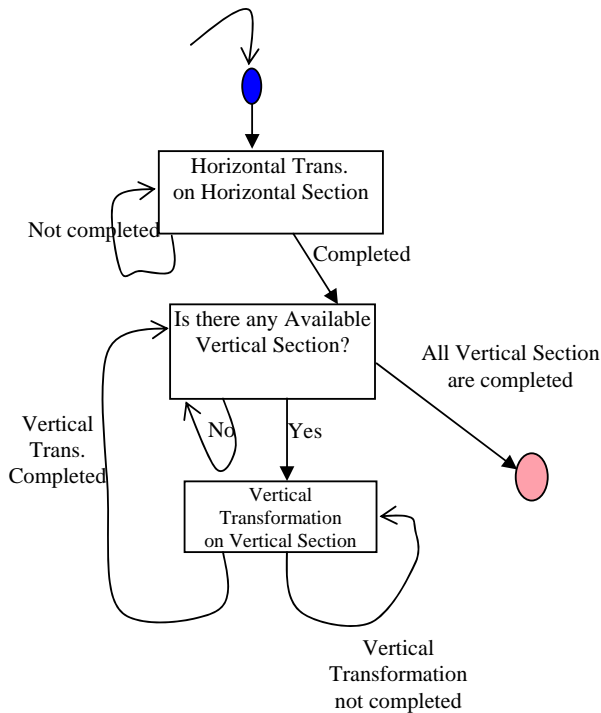 Horizontal Trans.
on Horizontal Section
Not completed
Completed
Is there any Available
Vertical Section?
All Vertical Section
are completed
Vertical
Trans.
Completed
No
Yes
Vertical
Transformation
on Vertical Section
Vertical
Transformation
not completed